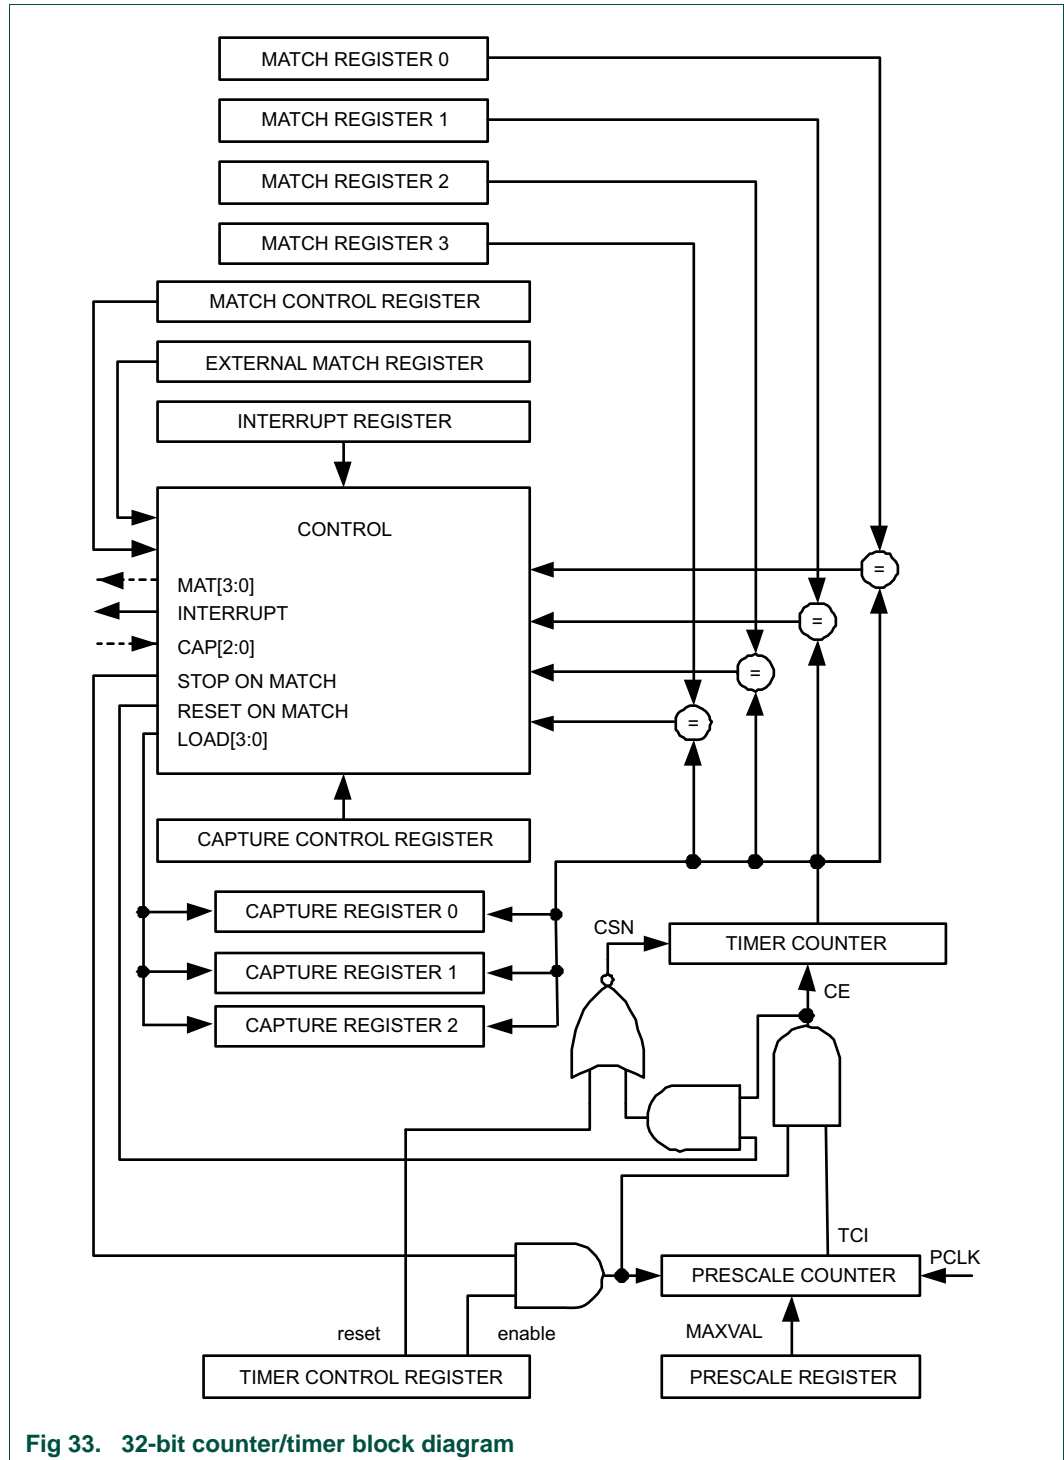 MATCH REGISTER 0
MATCH REGISTER 1
MATCH REGISTER 2
MATCH REGISTER 3
MATCH CONTROL REGISTER
EXTERNAL MATCH REGISTER
INTERRUPT REGISTER
CONTROL
=
=
=
=
MAT[3:0]
INTERRUPT
CAP[2:0]
STOP ON MATCH
RESET ON MATCH
LOAD[3:0]
CAPTURE CONTROL REGISTER
CAPTURE REGISTER 0
CAPTURE REGISTER 1
CAPTURE REGISTER 2
CSN
TIMER COUNTER
CE
TCI
PCLK
PRESCALE COUNTER
reset
enable
MAXVAL
TIMER CONTROL REGISTER
PRESCALE REGISTER
Fig 33. 32-bit counter/timer block diagram